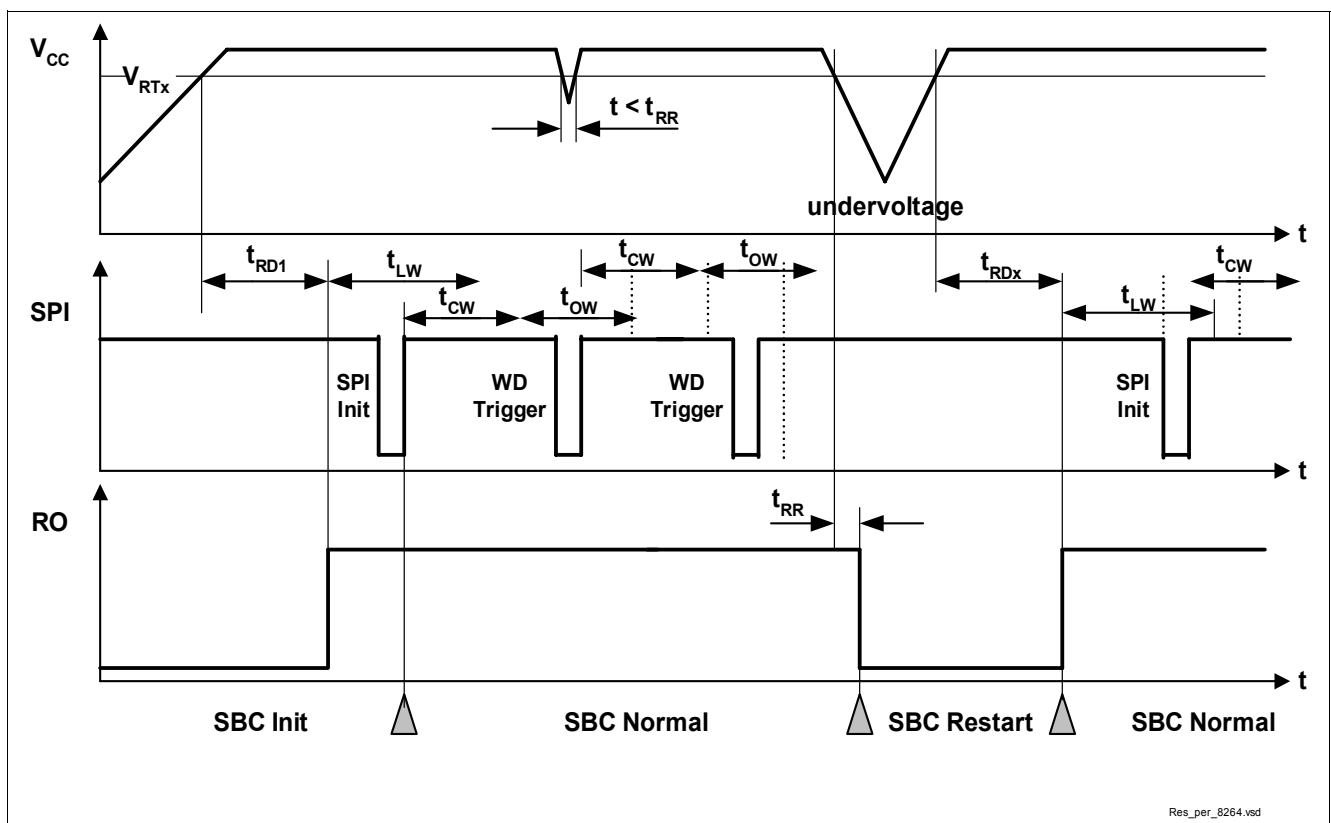 V_CC
V_RTx
t < t_RR
undervoltage
t
t_RD1
t_LW
t_CW
t_OW
t_CW
t_OW
t_RDx
t_LW
t_CW
SPI
SPI
Init
WD
Trigger
WD
Trigger
SPI
Init
t
RO
t_RR
t
SBC Init
SBC Normal
SBC Restart
SBC Normal
Res_per_8264.vsd